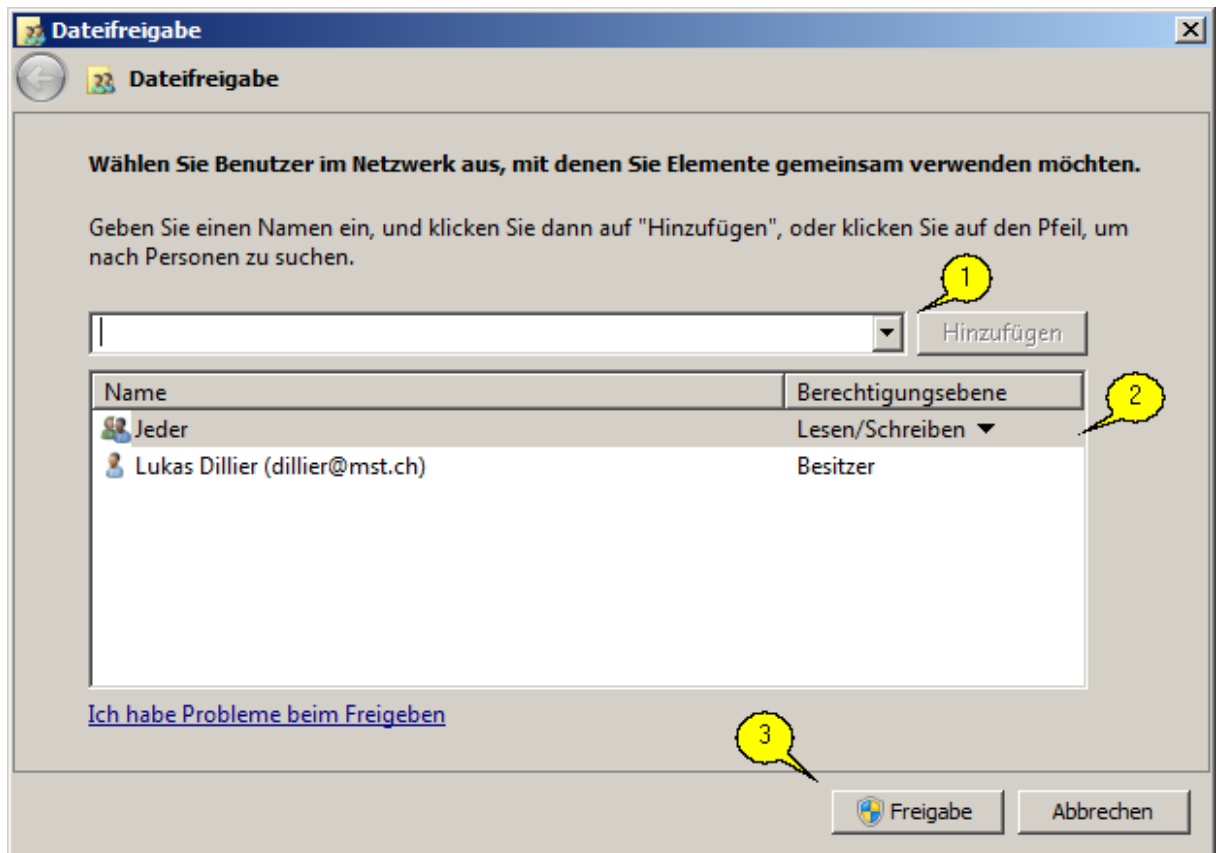 Dateifreigabe
Dateifreigabe
Wählen Sie Benutzer im Netzwerk aus, mit denen Sie Elemente gemeinsam verwenden möchten.
Geben Sie einen Namen ein, und klicken Sie dann auf "Hinzufügen", oder klicken Sie auf den Pfeil, um
nach Personen zu suchen.
1
Hinzufügen
Name Berechtigungsebene
2
Jeder Lesen/Schreiben
Lukas Dillier (dillier@mst.ch) Besitzer
Ich habe Probleme beim Freigeben
3
Freigabe Abbrechen